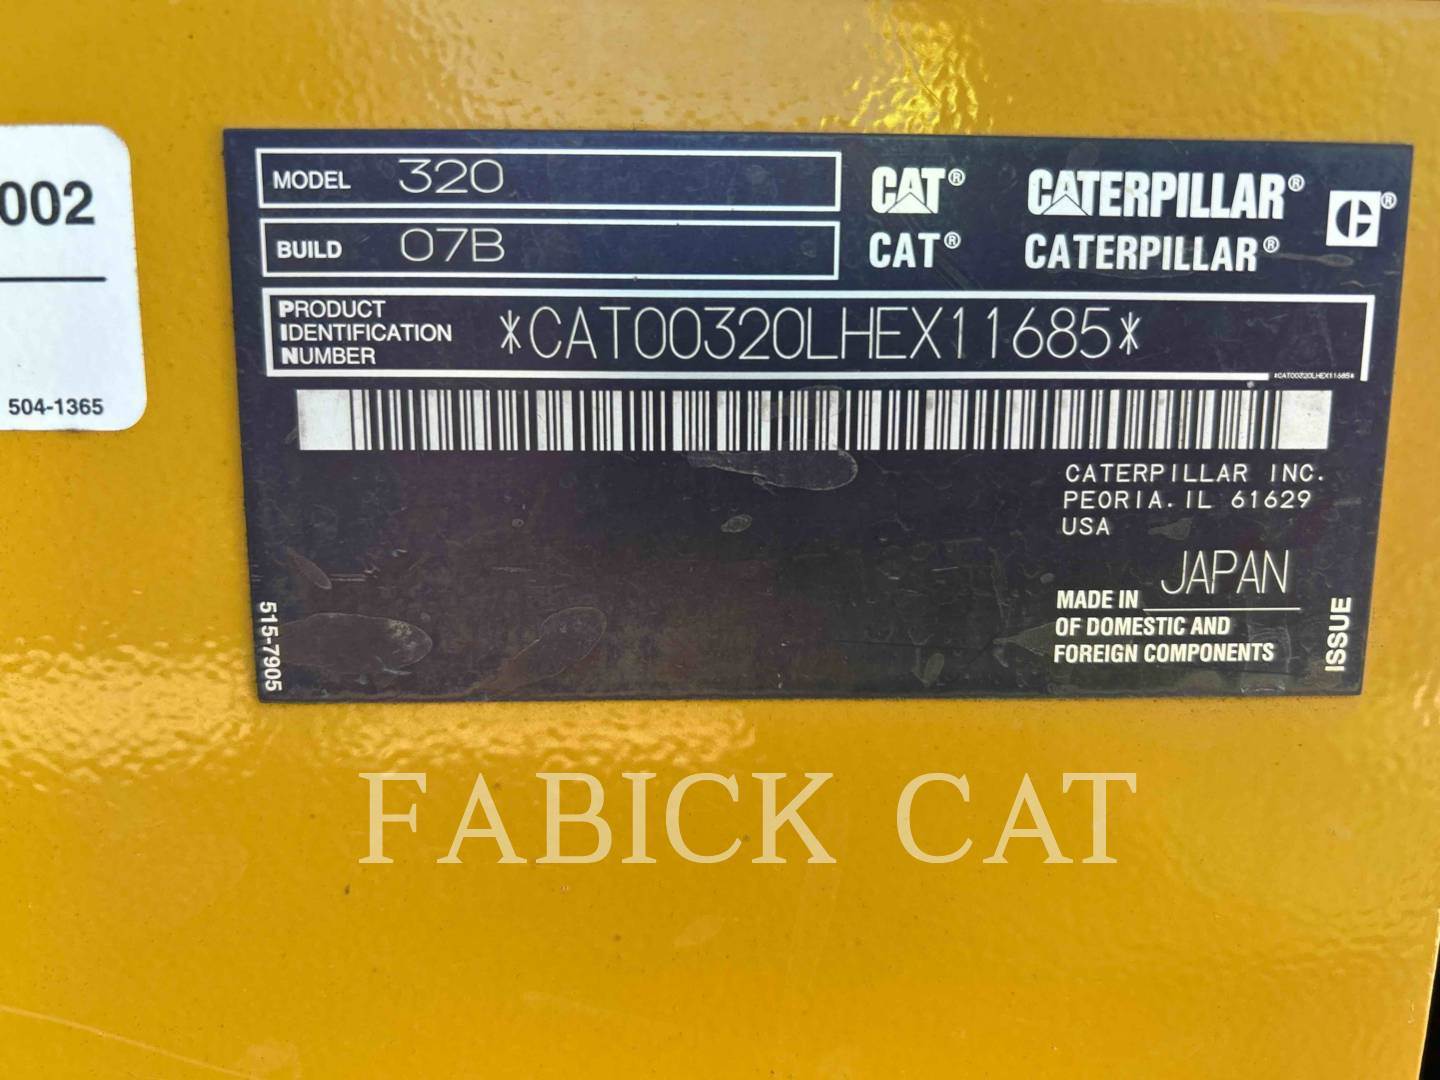 002
504-1365
MODEL 320
BUILD 07B
CAT® CATERPILLAR® ®
CAT® CATERPILLAR®
PRODUCT
IDENTIFICATION
NUMBER
*CAT00320LHEX11685*
*CAT00320LHEX11685*
CATERPILLAR INC.
PEORIA. IL 61629
USA
MADE IN JAPAN
OF DOMESTIC AND
FOREIGN COMPONENTS
515-7905
ISSUE
FABICK CAT